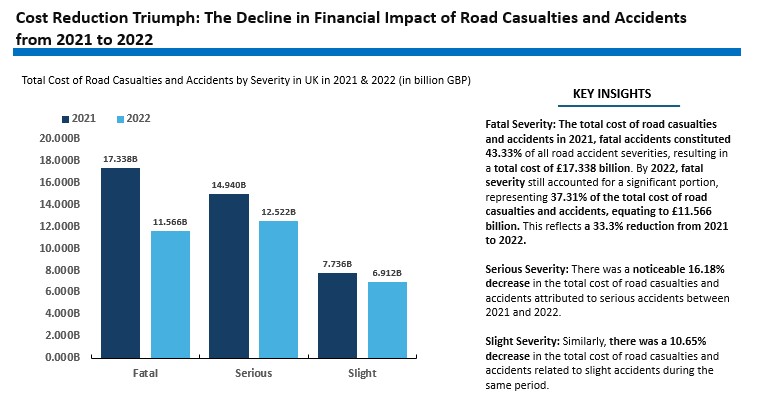 Cost Reduction Triumph: The Decline in Financial Impact of Road Casualties and Accidents
from 2021 to 2022
Total Cost of Road Casualties and Accidents by Severity in UK in 2021 & 2022 (in billion GBP)
2021 2022
20.000B
18.000B
16.000B
14.000B
12.000B
10.000B
8.000B
6.000B
4.000B
2.000B
0.000B
17.338B
11.566B
14.940B
12.522B
7.736B
6.912B
Fatal Serious Slight
KEY INSIGHTS
Fatal Severity: The total cost of road casualties
and accidents in 2021, fatal accidents constituted
43.33% of all road accident severities, resulting in
a total cost of £17.338 billion. By 2022, fatal
severity still accounted for a significant portion,
representing 37.31% of the total cost of road
casualties and accidents, equating to £11.566
billion. This reflects a 33.3% reduction from 2021
to 2022.
Serious Severity: There was a noticeable 16.18%
decrease in the total cost of road casualties and
accidents attributed to serious accidents between
2021 and 2022.
Slight Severity: Similarly, there was a 10.65%
decrease in the total cost of road casualties and
accidents related to slight accidents during the
same period.